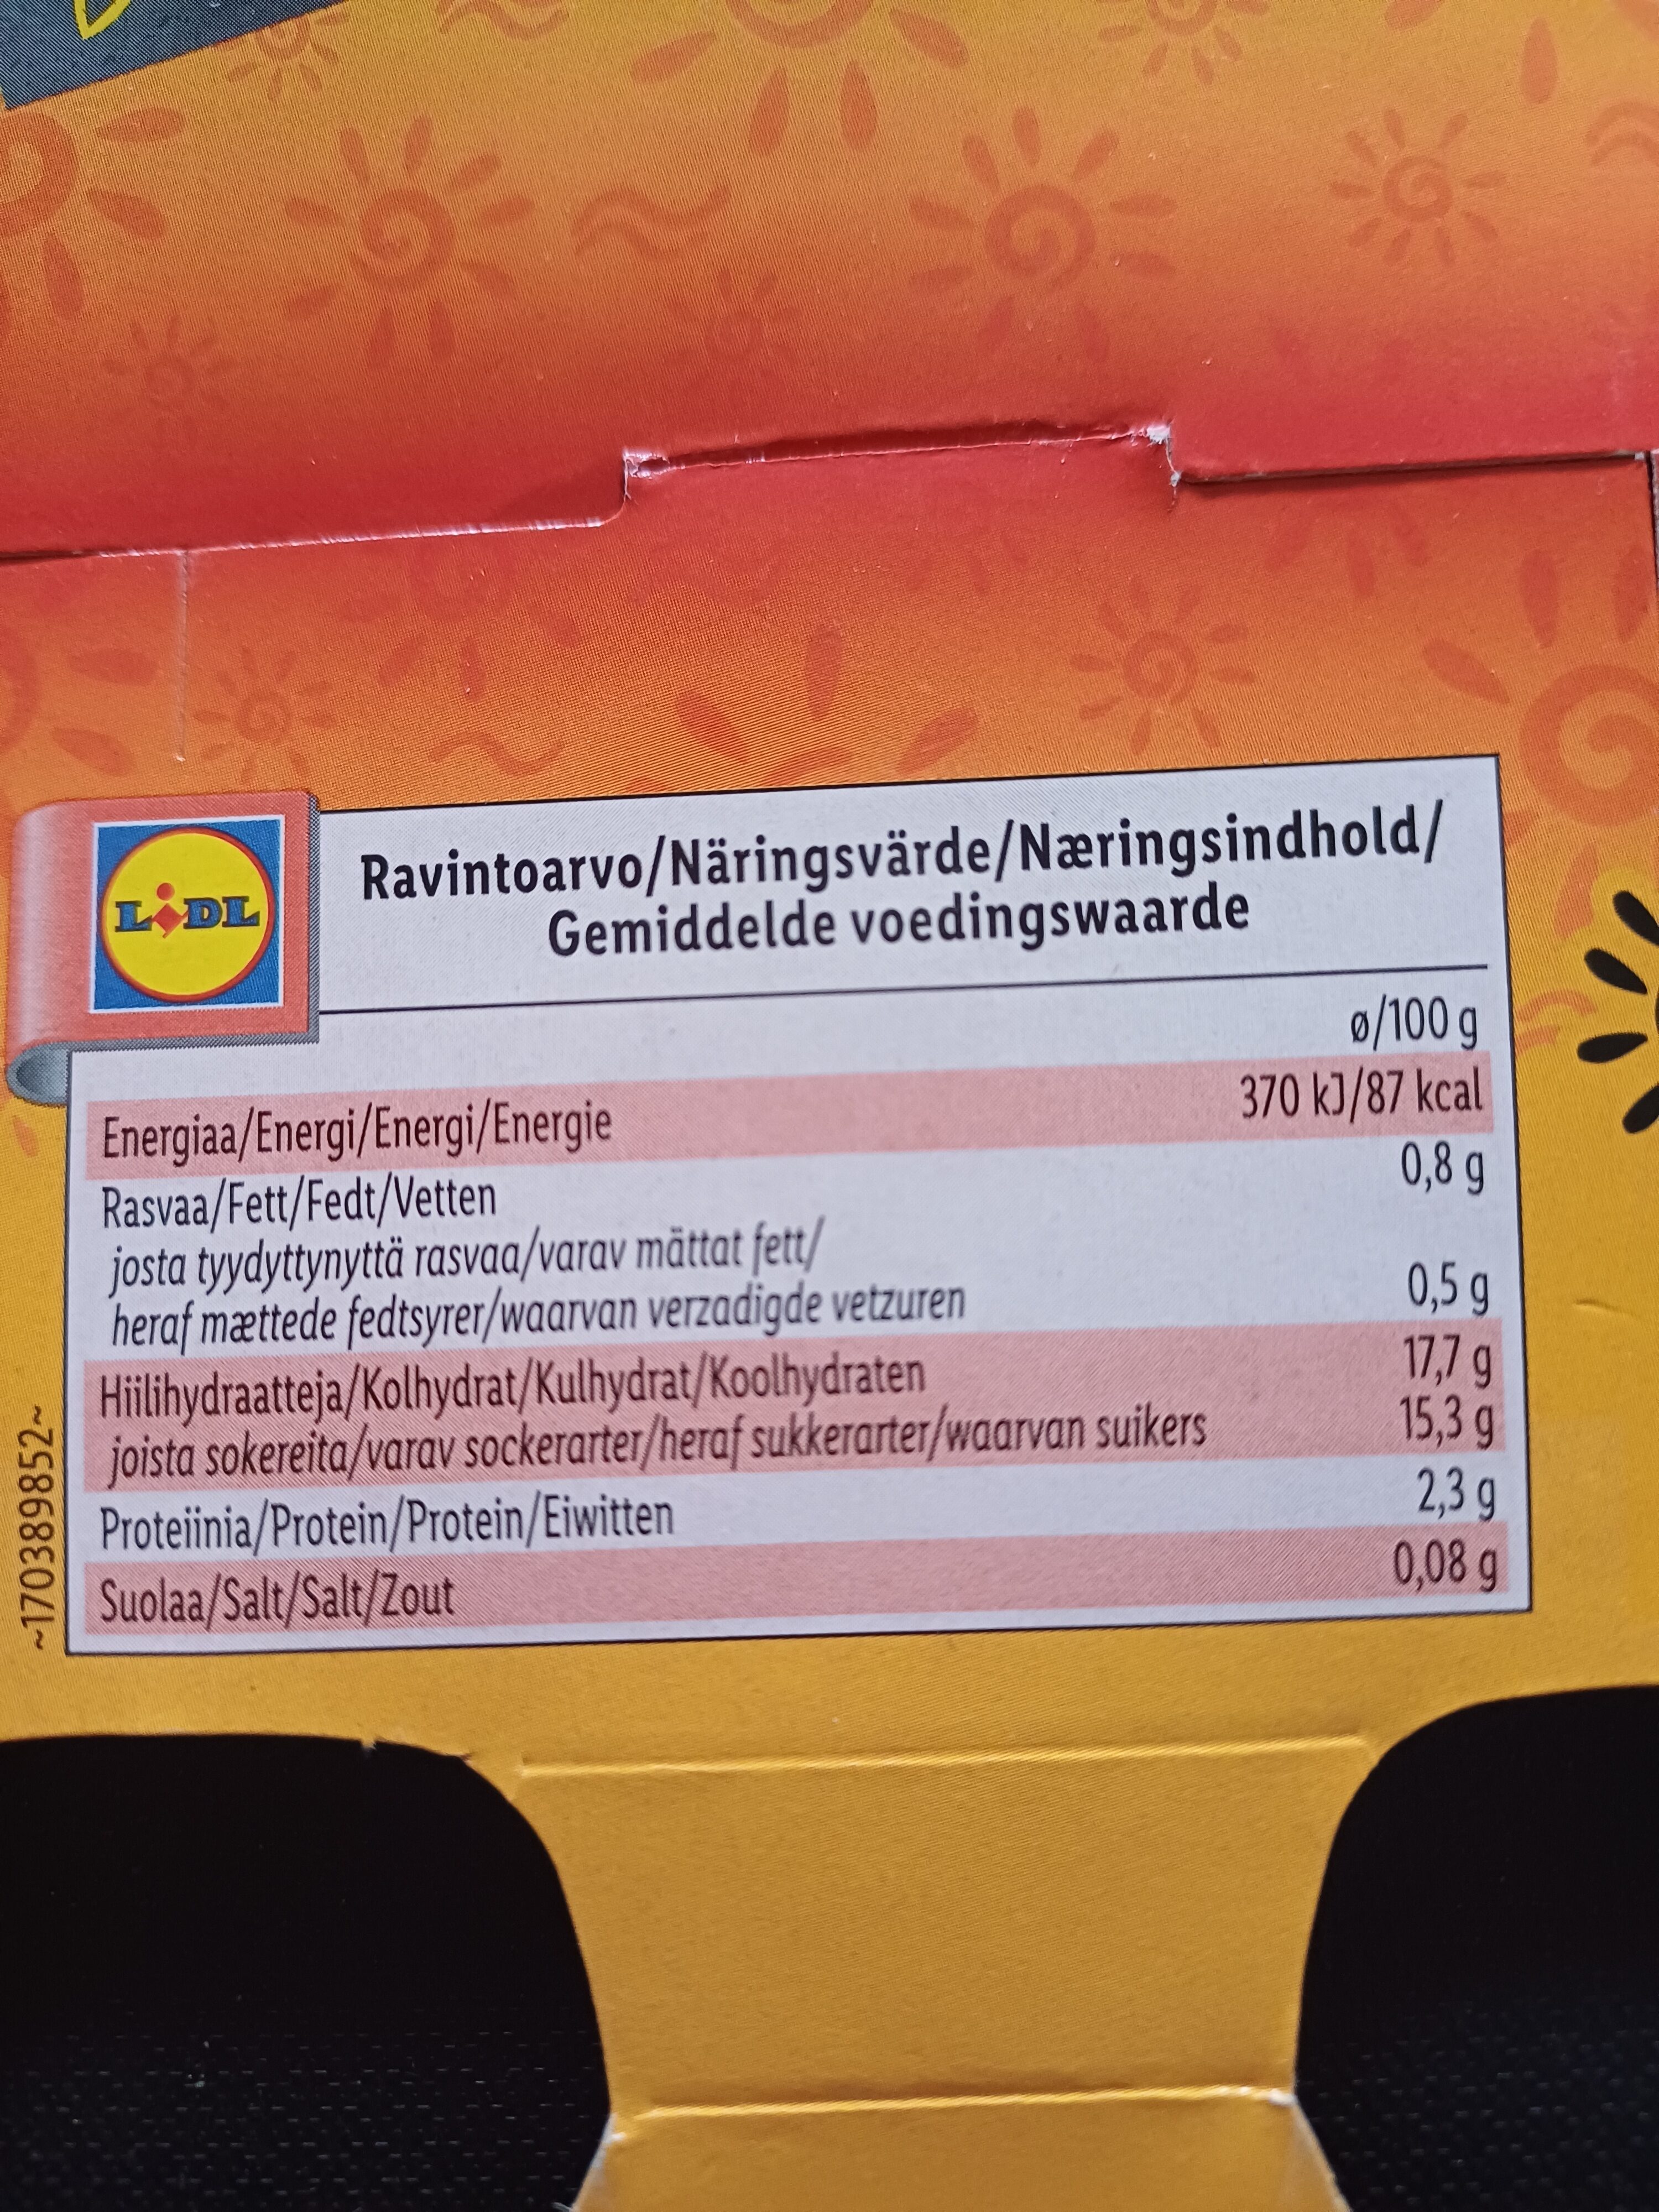 LIDL
Ravintoarvo/Näringsvärde/Næringsindhold/
Gemiddelde voedingswaarde
ø/100 g
Energiaa/Energi/Energi/Energie 370 kJ/87 kcal
Rasvaa/Fett/Fedt/Vetten 0,8 g
josta tyydyttynyttä rasvaa/varav mättat fett/
heraf mættede fedtsyrer/waarvan verzadigde vetzuren 0,5 g
Hiilihydraatteja/Kolhydrat/Kulhydrat/Koolhydraten 17,7 g
joista sokereita/varav sockerarter/heraf sukkerarter/waarvan suikers 15,3 g
Proteiinia/Protein/Protein/Eiwitten 2,3 g
Suolaa/Salt/Salt/Zout 0,08 g
~170389852~